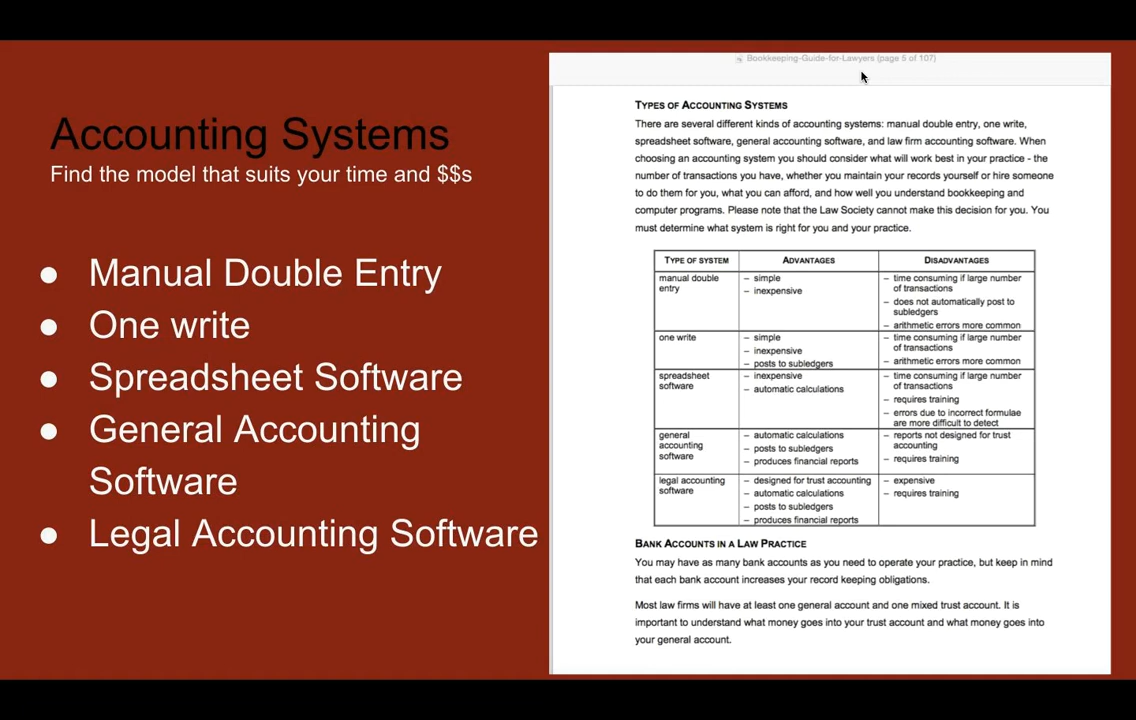 Accounting Systems
Find the model that suits your time and $$s
● Manual Double Entry
● One write
● Spreadsheet Software
● General Accounting
Software
● Legal Accounting Software
Bookkeeping-Guide-for-Lawyers (page 5 of 107)
TYPES OF ACCOUNTING SYSTEMS
There are several different kinds of accounting systems: manual double entry, one write,
spreadsheet software, general accounting software, and law firm accounting software. When
choosing an accounting system you should consider what will work best in your practice - the
number of transactions you have, whether you maintain your records yourself or hire someone
to do them for you, what you can afford, and how well you understand bookkeeping and
computer programs. Please note that the Law Society cannot make this decision for you. You
must determine what system is right for you and your practice.
TYPE OF SYSTEM ADVANTAGES DISADVANTAGES
manual double
entry
– simple
– inexpensive
– time consuming if large number
of transactions
– does not automatically post to
subledgers
– arithmetic errors more common
one write
– simple
– inexpensive
– posts to subledgers
– time consuming if large number
of transactions
– arithmetic errors more common
spreadsheet
software
– inexpensive
– automatic calculations
– time consuming if large number
of transactions
– requires training
– errors due to incorrect formulae
are more difficult to detect
general
accounting
software
– automatic calculations
– posts to subledgers
– produces financial reports
– reports not designed for trust
accounting
– requires training
legal accounting
software
– designed for trust accounting
– automatic calculations
– posts to subledgers
– produces financial reports
– expensive
– requires training
BANK ACCOUNTS IN A LAW PRACTICE
You may have as many bank accounts as you need to operate your practice, but keep in mind
that each bank account increases your record keeping obligations.
Most law firms will have at least one general account and one mixed trust account. It is
important to understand what money goes into your trust account and what money goes into
your general account.